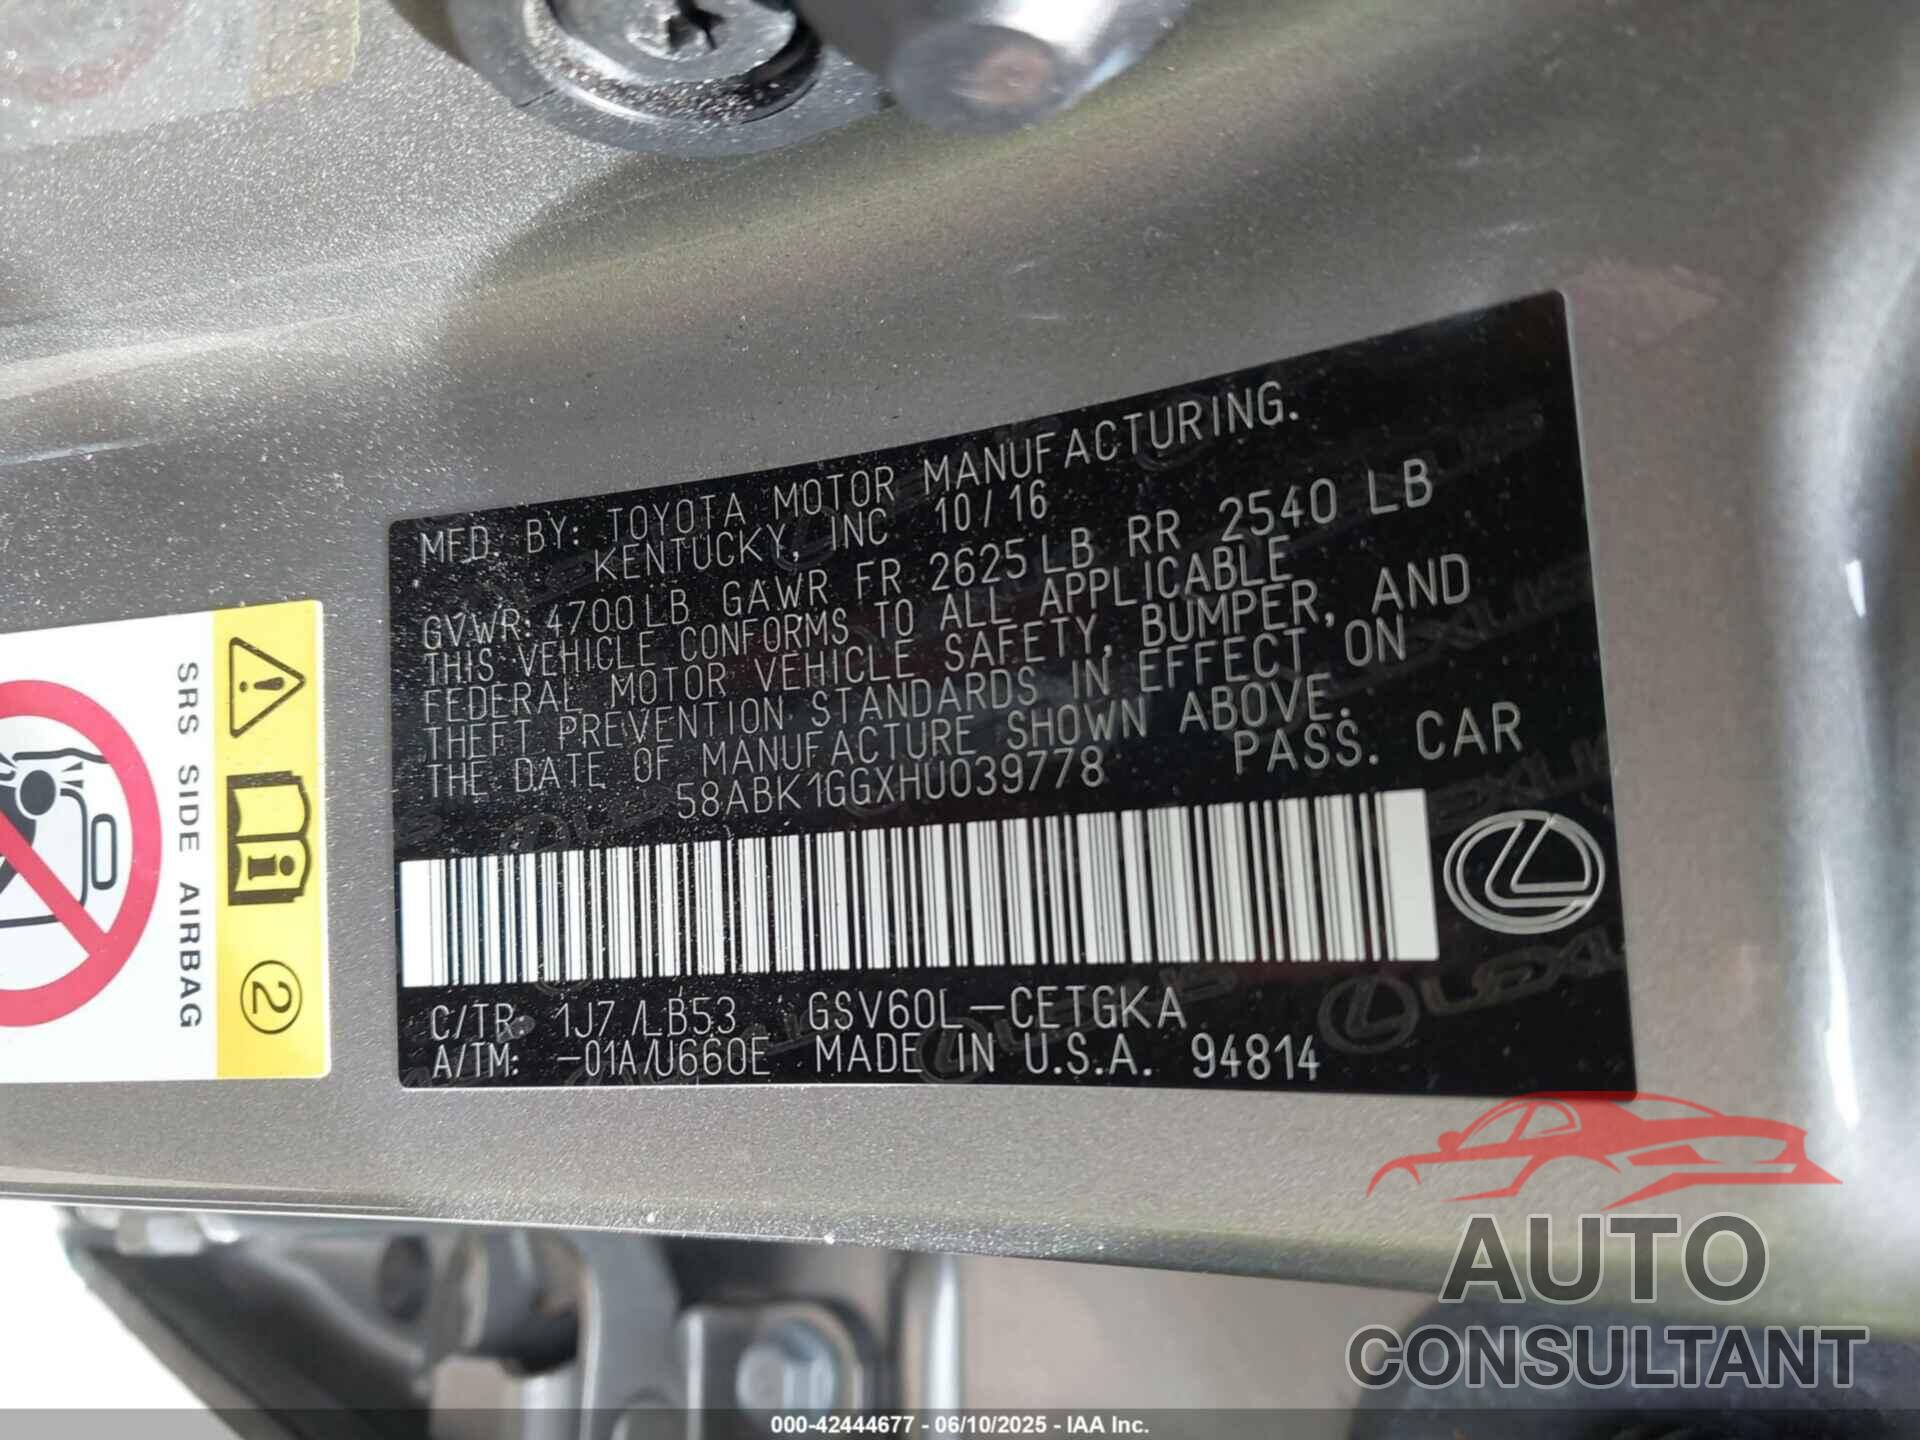 MFD. BY: TOYOTA MOTOR MANUFACTURING.
KENTUCKY, INC 10/16
GVWR: 4700LB GAWR FR 2625LB RR 2540 LB
THIS VEHICLE CONFORMS TO ALL APPLICABLE
FEDERAL MOTOR VEHICLE SAFETY, BUMPER, AND
THEFT PREVENTION STANDARDS IN EFFECT ON
THE DATE OF MANUFACTURE SHOWN ABOVE.
58ABK1GGXHU039778 PASS. CAR
C/TR: 1J7 /LB53 GSV60L-CETGKA
A/TM: -01A/U660E MADE IN U.S.A. 94814
SRS SIDE AIRBAG
2
AUTO
CONSULTANT
000-42444677 - 06/10/2025 - IAA Inc.